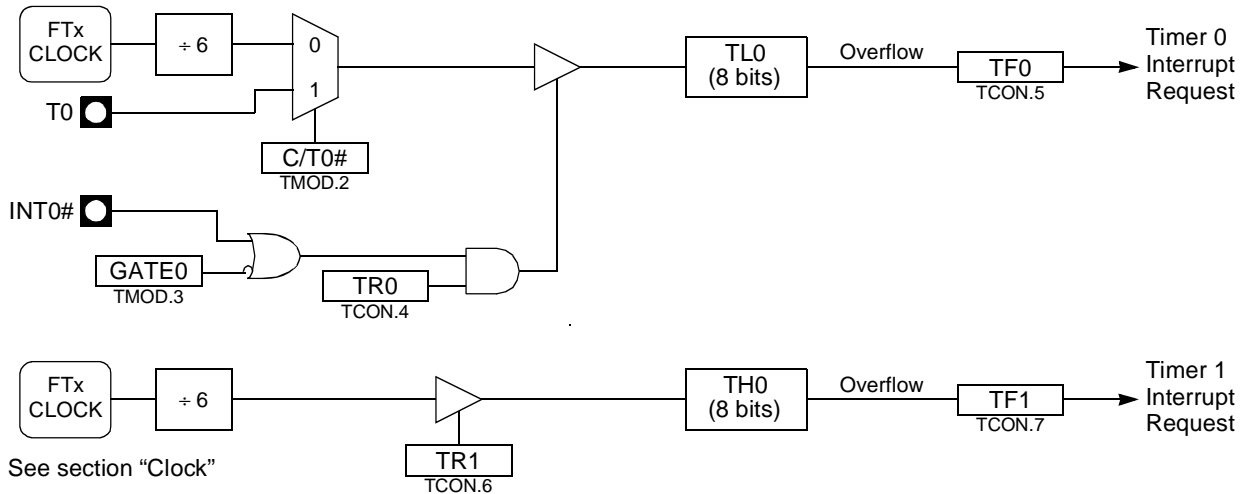 FTx
CLOCK
÷ 6
0
1
T0
C/T0#
TMOD.2
TL0
(8 bits)
Overflow
TF0
TCON.5
Timer 0
Interrupt
Request
INT0#
GATE0
TMOD.3
TR0
TCON.4
FTx
CLOCK
÷ 6
TR1
TCON.6
TH0
(8 bits)
Overflow
TF1
TCON.7
Timer 1
Interrupt
Request
See section “Clock”